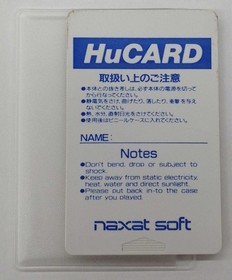 HuCARD
取扱い上のご注意
●本体との抜き差しは、必ず本体の電源を切って
から行なってください。
●静電気をさけ、曲げたり、落したり、衝撃を与え
ないでください。
●熱、水分、直射日光をさけてください。
●使用後はビニールケースに入れてください。
NAME:
Notes
●Don't bend, drop or subject to
shock.
●Keep away from static electricity,
heat, water and direct sunlight.
●Please put back in-to the case
after you played.
naxat soft